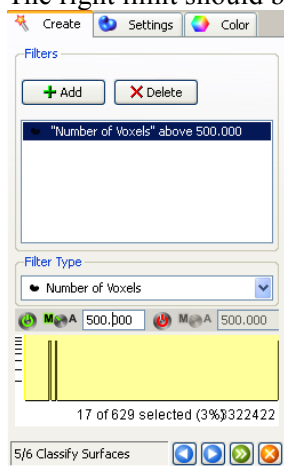 The right limit should b
Create Settings Color
Filters
Add Delete
"Number of Voxels" above 500.000
Filter Type
Number of Voxels
M A 500.000 M A 500.000
17 of 629 selected (3%)3322422
5/6 Classify Surfaces